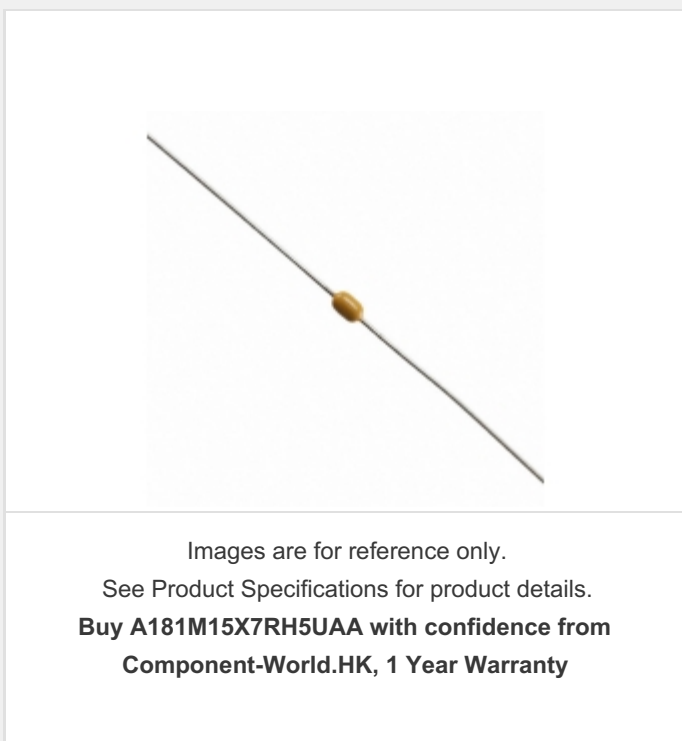 Images are for reference only.
See Product Specifications for product details.
Buy A181M15X7RH5UAA with confidence from
Component-World.HK, 1 Year Warranty